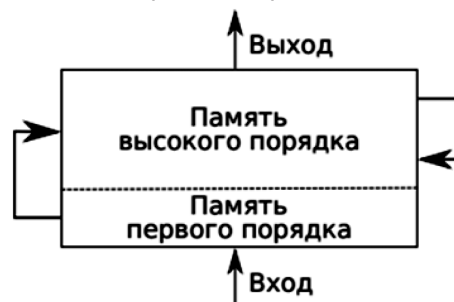 Выход
Память
высокого порядка
Память
первого порядка
Вход